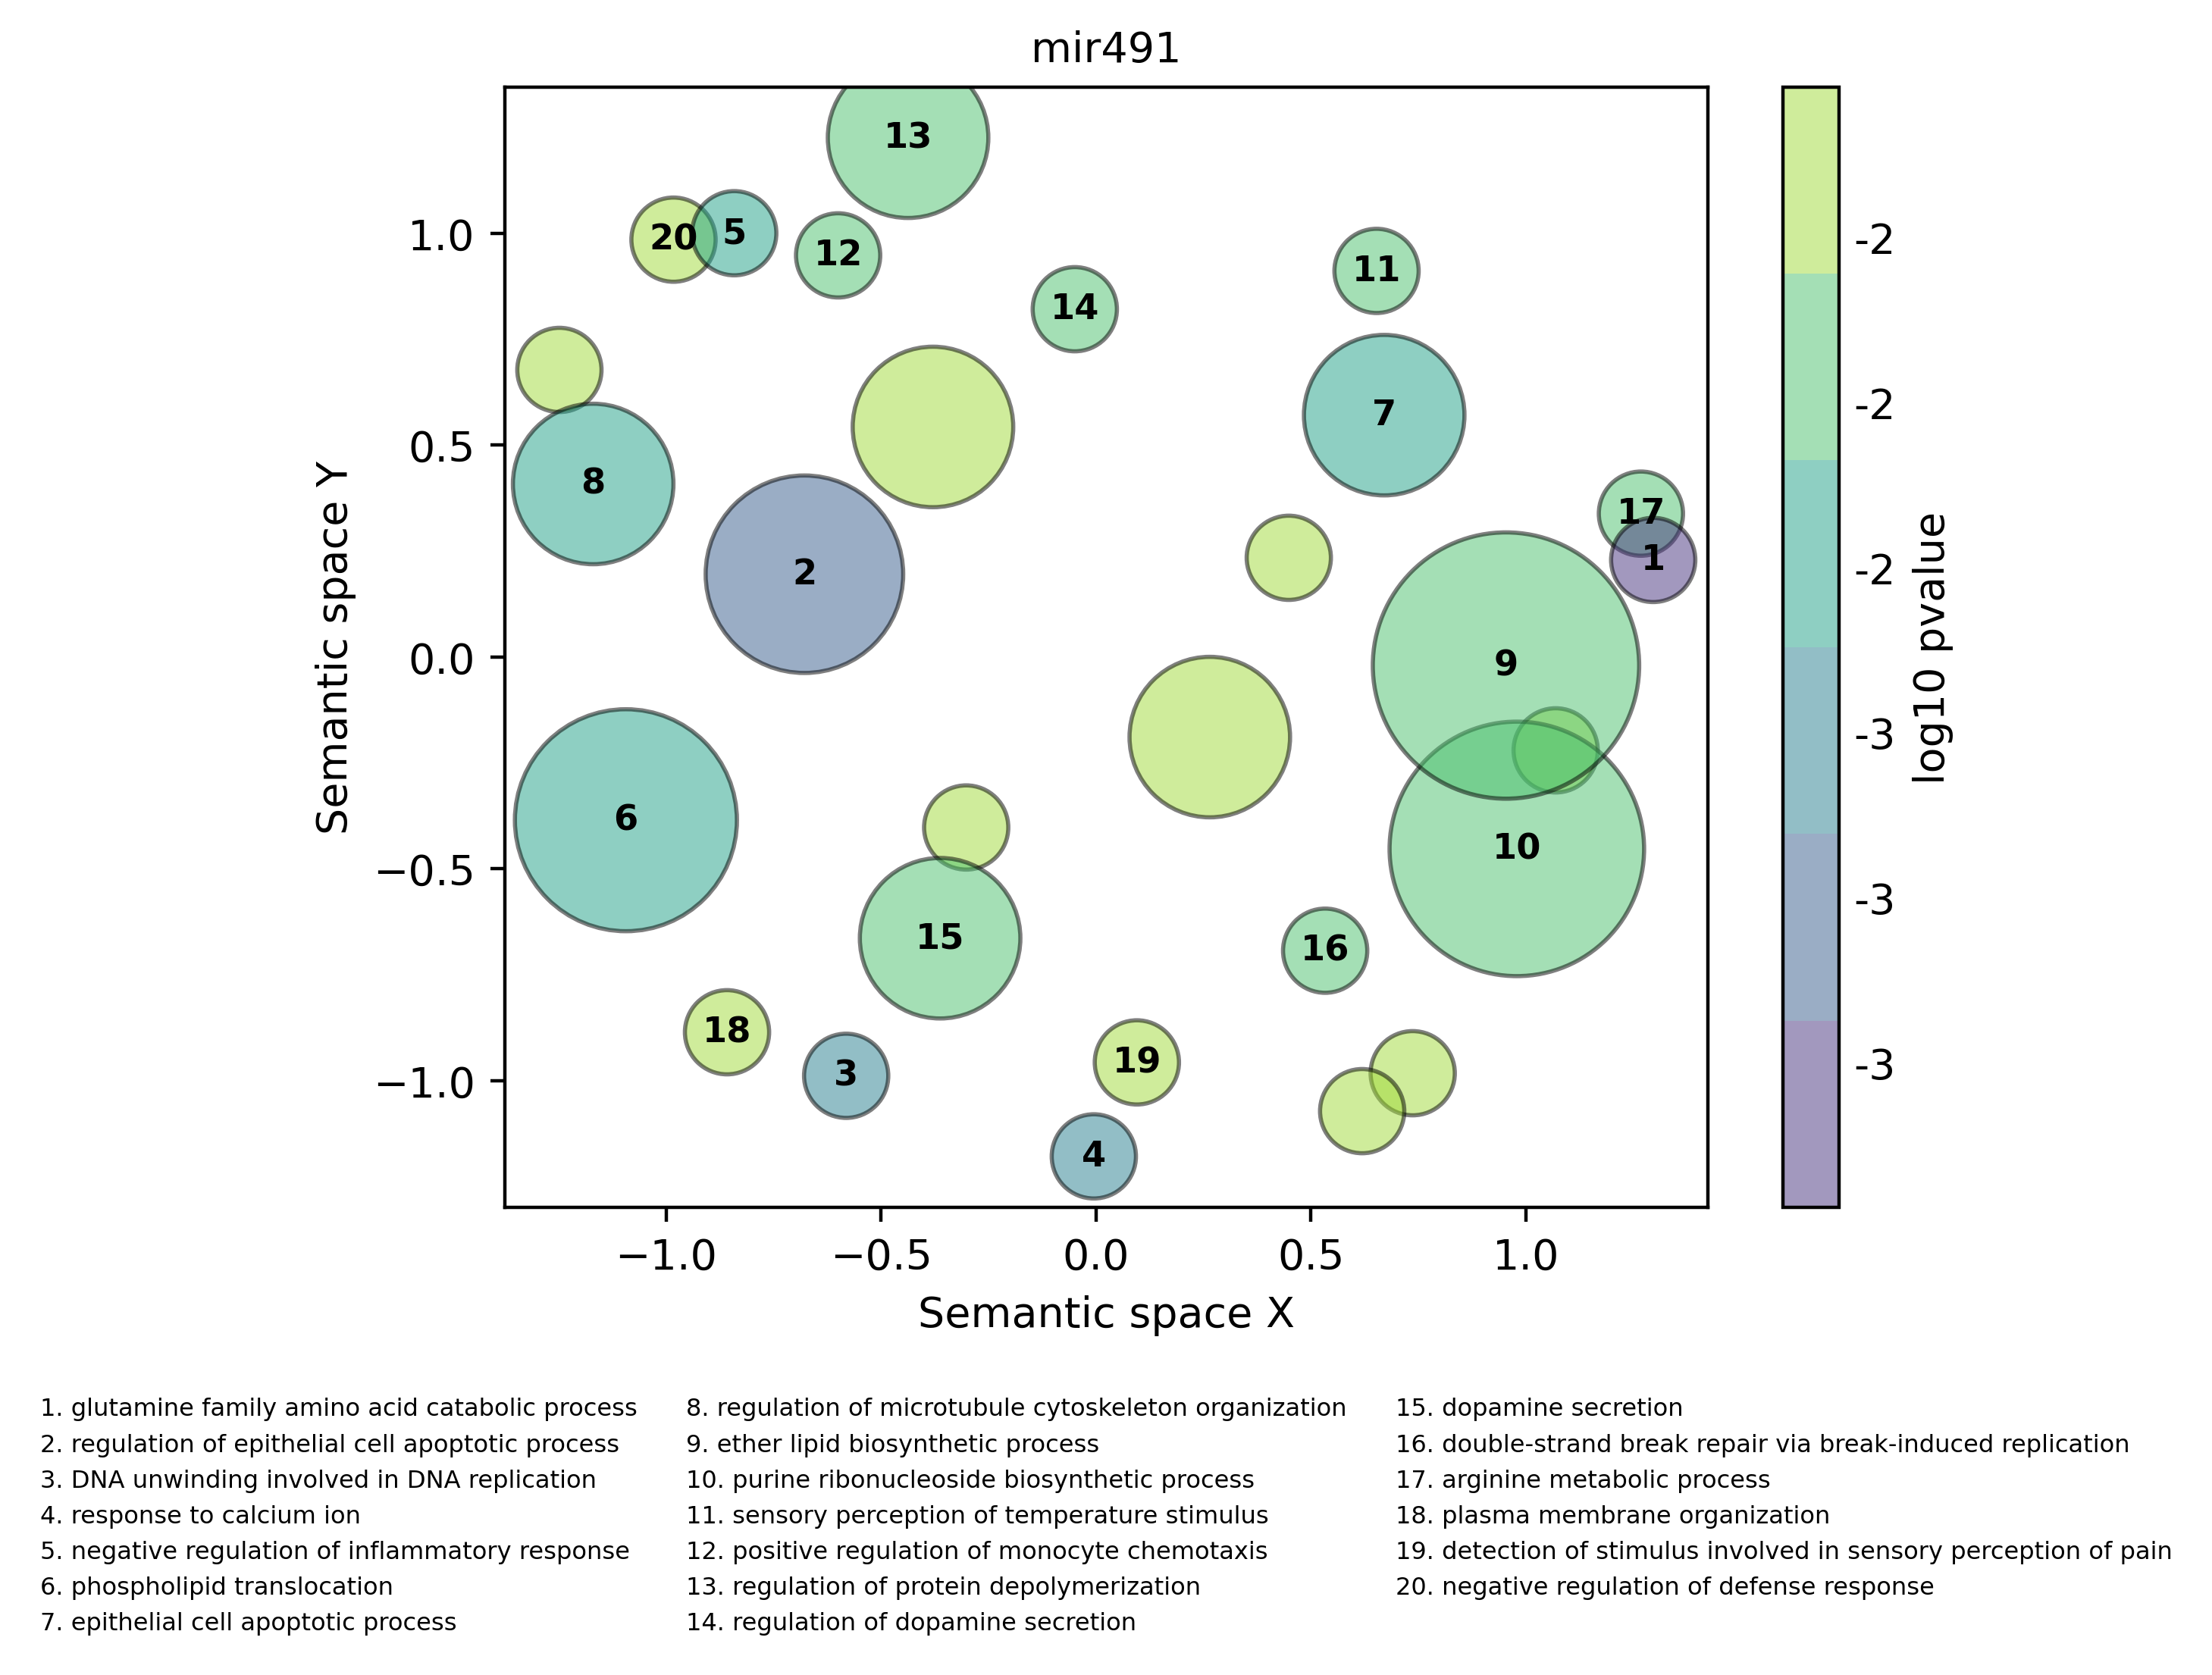 mir491
13
20
5
12
14
11
7
8
2
17
1
9
6
10
15
16
18
3
19
4
1.0
0.5
0.0
−0.5
−1.0
Semantic space Y
−1.0
−0.5
0.0
0.5
1.0
Semantic space X
-2
-2
-2
-3
-3
-3
log10 pvalue
1. glutamine family amino acid catabolic process
2. regulation of epithelial cell apoptotic process
3. DNA unwinding involved in DNA replication
4. response to calcium ion
5. negative regulation of inflammatory response
6. phospholipid translocation
7. epithelial cell apoptotic process
8. regulation of microtubule cytoskeleton organization
9. ether lipid biosynthetic process
10. purine ribonucleoside biosynthetic process
11. sensory perception of temperature stimulus
12. positive regulation of monocyte chemotaxis
13. regulation of protein depolymerization
14. regulation of dopamine secretion
15. dopamine secretion
16. double-strand break repair via break-induced replication
17. arginine metabolic process
18. plasma membrane organization
19. detection of stimulus involved in sensory perception of pain
20. negative regulation of defense response